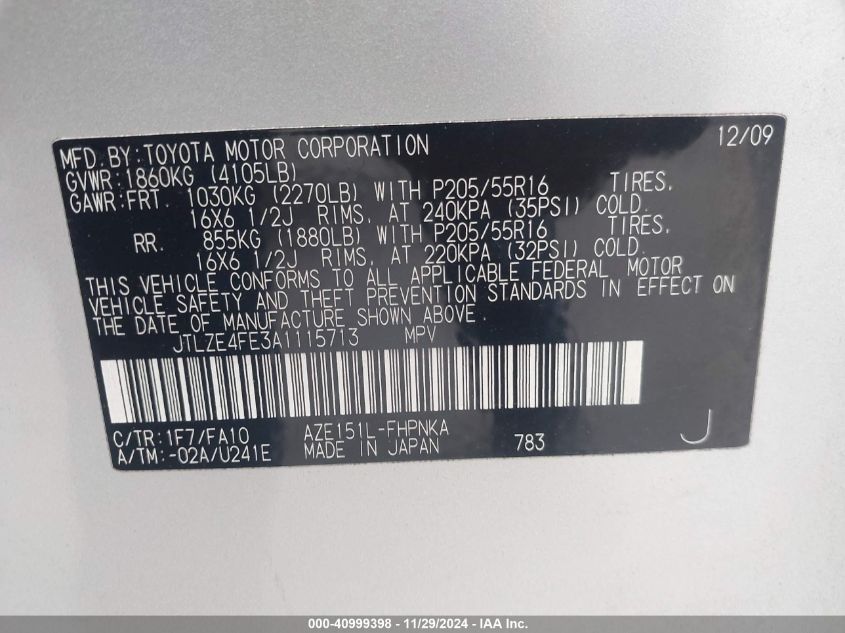 12/09
MFD. BY: TOYOTA MOTOR CORPORATION
GVWR: 1860KG (4105LB)
GAWR: FRT. 1030KG (2270LB) WITH P205/55R16 TIRES,
16X6 1/2J RIMS, AT 240KPA (35PSI) COLD.
RR. 855KG (1880LB) WITH P205/55R16 TIRES,
16X6 1/2J RIMS, AT 220KPA (32PSI) COLD.
THIS VEHICLE CONFORMS TO ALL APPLICABLE FEDERAL MOTOR
VEHICLE SAFETY AND THEFT PREVENTION STANDARDS IN EFFECT ON
THE DATE OF MANUFACTURE SHOWN ABOVE.
JTLZE4FE3A1115713 MPV
C/TR: 1F7/FA10 AZE151L-FHPNKA
A/TM: -02A/U241E MADE IN JAPAN 783 J
000-40999398 - 11/29/2024 - IAA Inc.